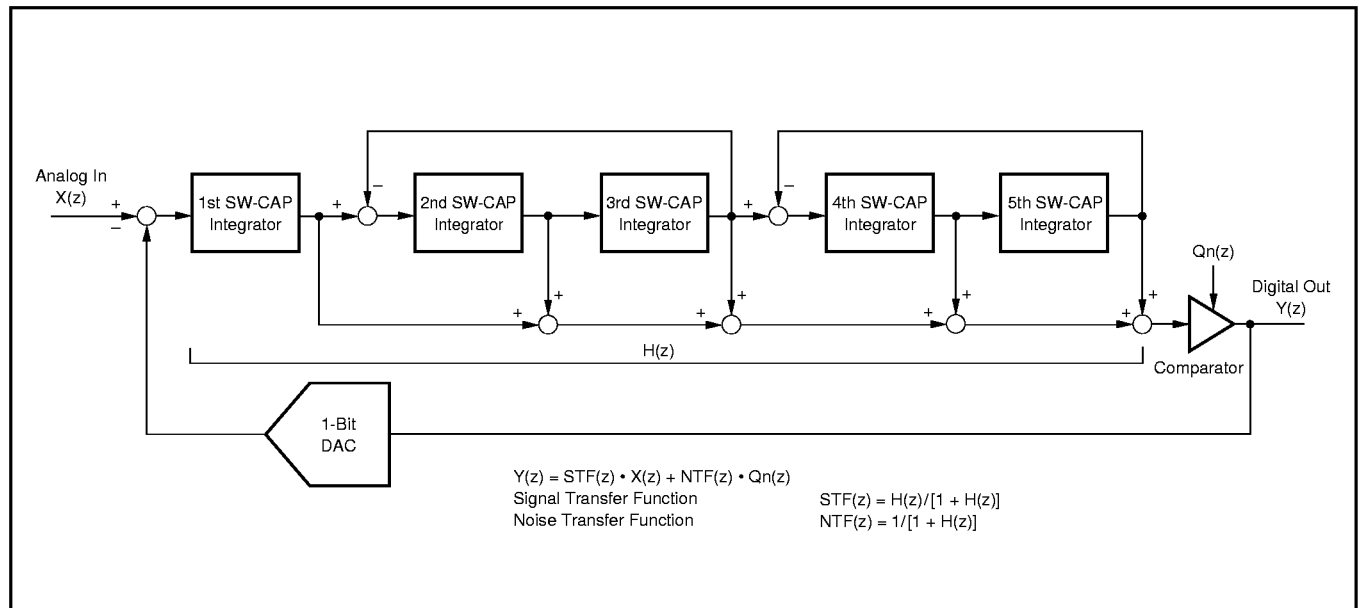 Analog In
X(z)
+
−
1st SW-CAP
Integrator
+
−
2nd SW-CAP
Integrator
3rd SW-CAP
Integrator
+
−
4th SW-CAP
Integrator
5th SW-CAP
Integrator
+
+
+
+
+
+
+
+
Qn(z)
Digital Out
Y(z)
Comparator
H(z)
1-Bit
DAC
Y(z) = STF(z) • X(z) + NTF(z) • Qn(z)
Signal Transfer Function STF(z) = H(z)/[1 + H(z)]
Noise Transfer Function NTF(z) = 1/[1 + H(z)]